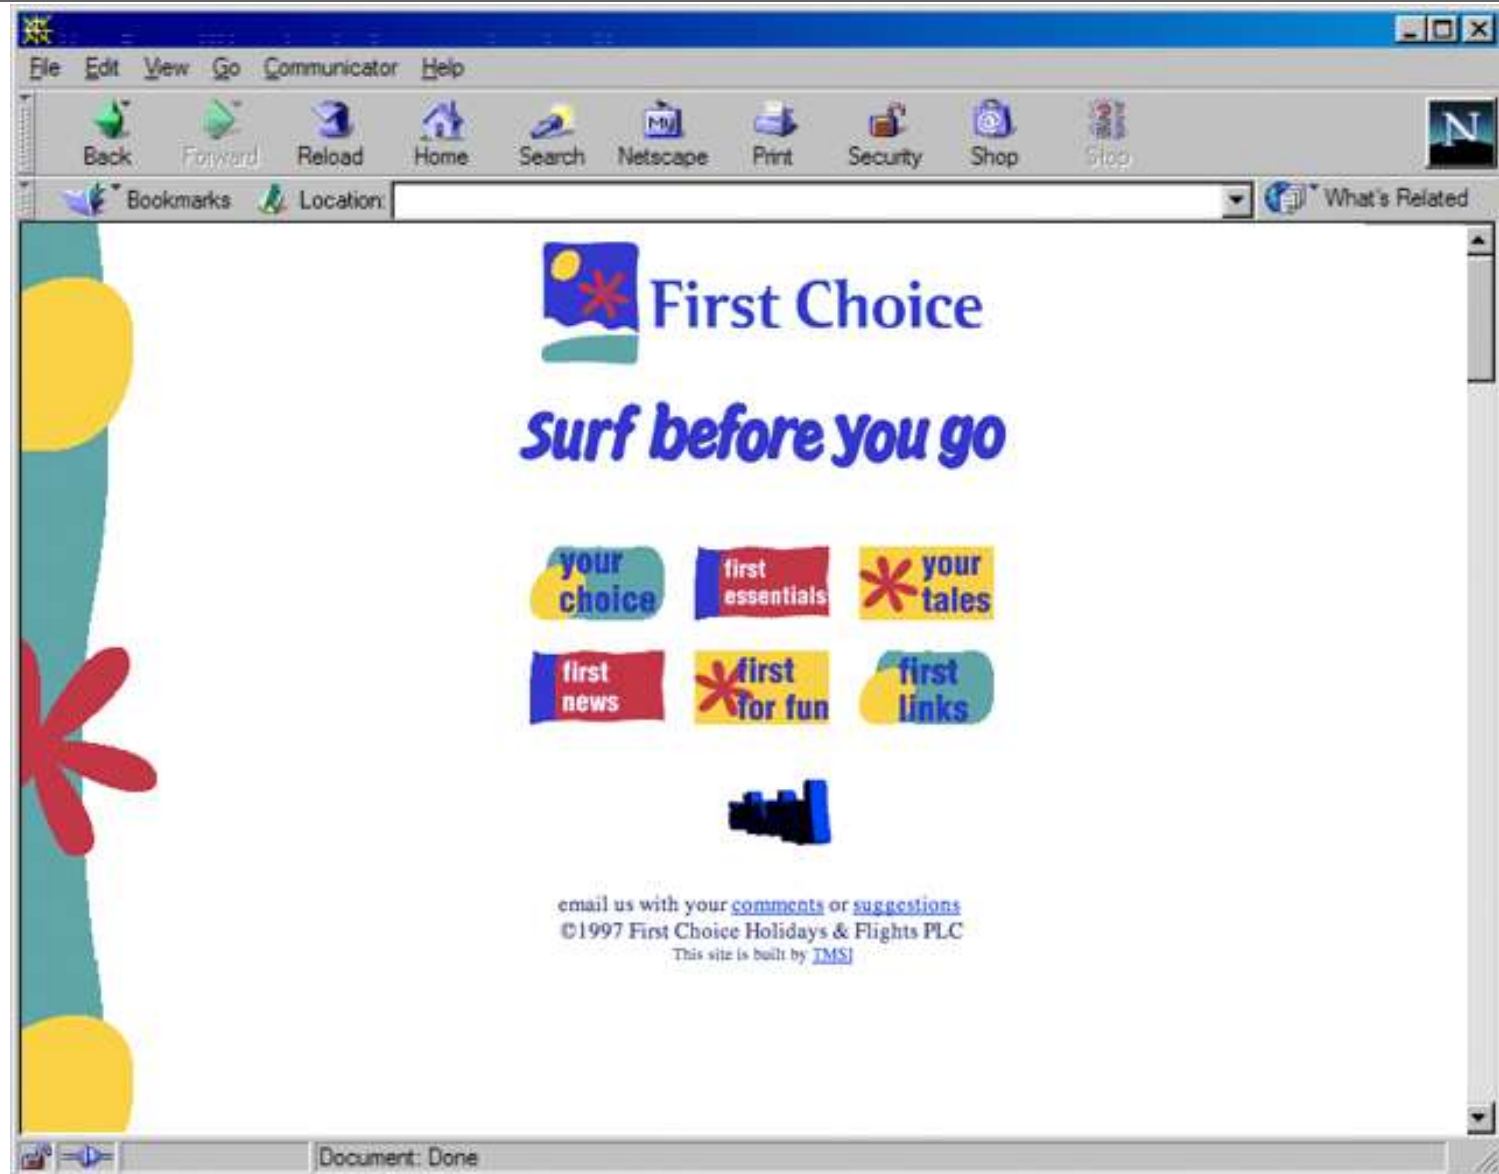 File Edit View Go Communicator Help
Back Forward Reload Home Search Netscape Print Security Shop Stop
My
N
Bookmarks Location: What's Related
First Choice
Surf before you go
your choice
first essentials
your tales
first news
first for fun
first links
email us with your comments or suggestions
©1997 First Choice Holidays & Flights PLC
This site is built by TMSJ
Document: Done